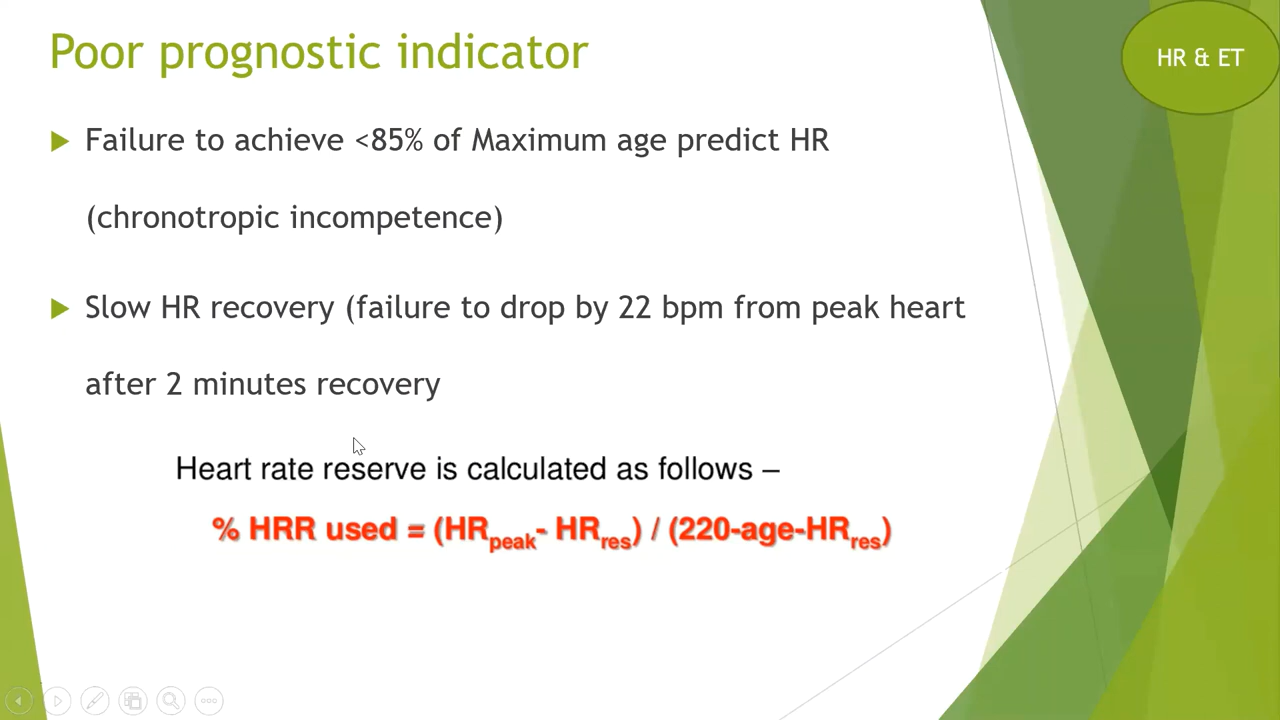 Poor prognostic indicator
HR & ET
Failure to achieve <85% of Maximum age predict HR
(chronotropic incompetence)
Slow HR recovery (failure to drop by 22 bpm from peak heart
after 2 minutes recovery
Heart rate reserve is calculated as follows –
% HRR used = (HRpeak- HRres) / (220-age-HRres)